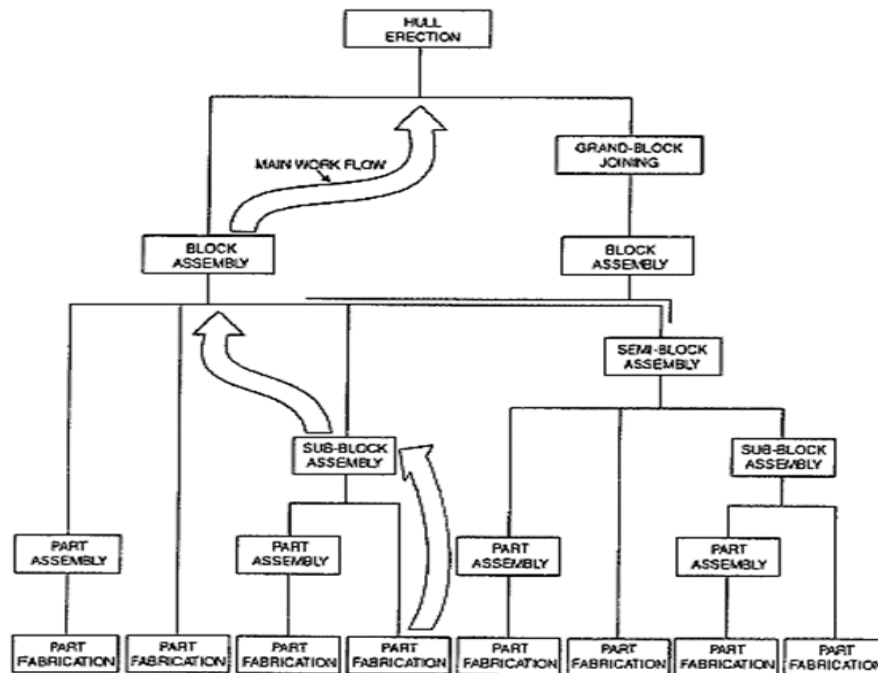 HULL
ERECTION
MAIN WORK FLOW
GRAND-BLOCK
JOINING
BLOCK
ASSEMBLY
BLOCK
ASSEMBLY
SEMI-BLOCK
ASSEMBLY
SUB-BLOCK
ASSEMBLY
SUB-BLOCK
ASSEMBLY
PART
ASSEMBLY
PART
ASSEMBLY
PART
ASSEMBLY
PART
ASSEMBLY
PART
FABRICATION
PART
FABRICATION
PART
FABRICATION
PART
FABRICATION
PART
FABRICATION
PART
FABRICATION
PART
FABRICATION
PART
FABRICATION